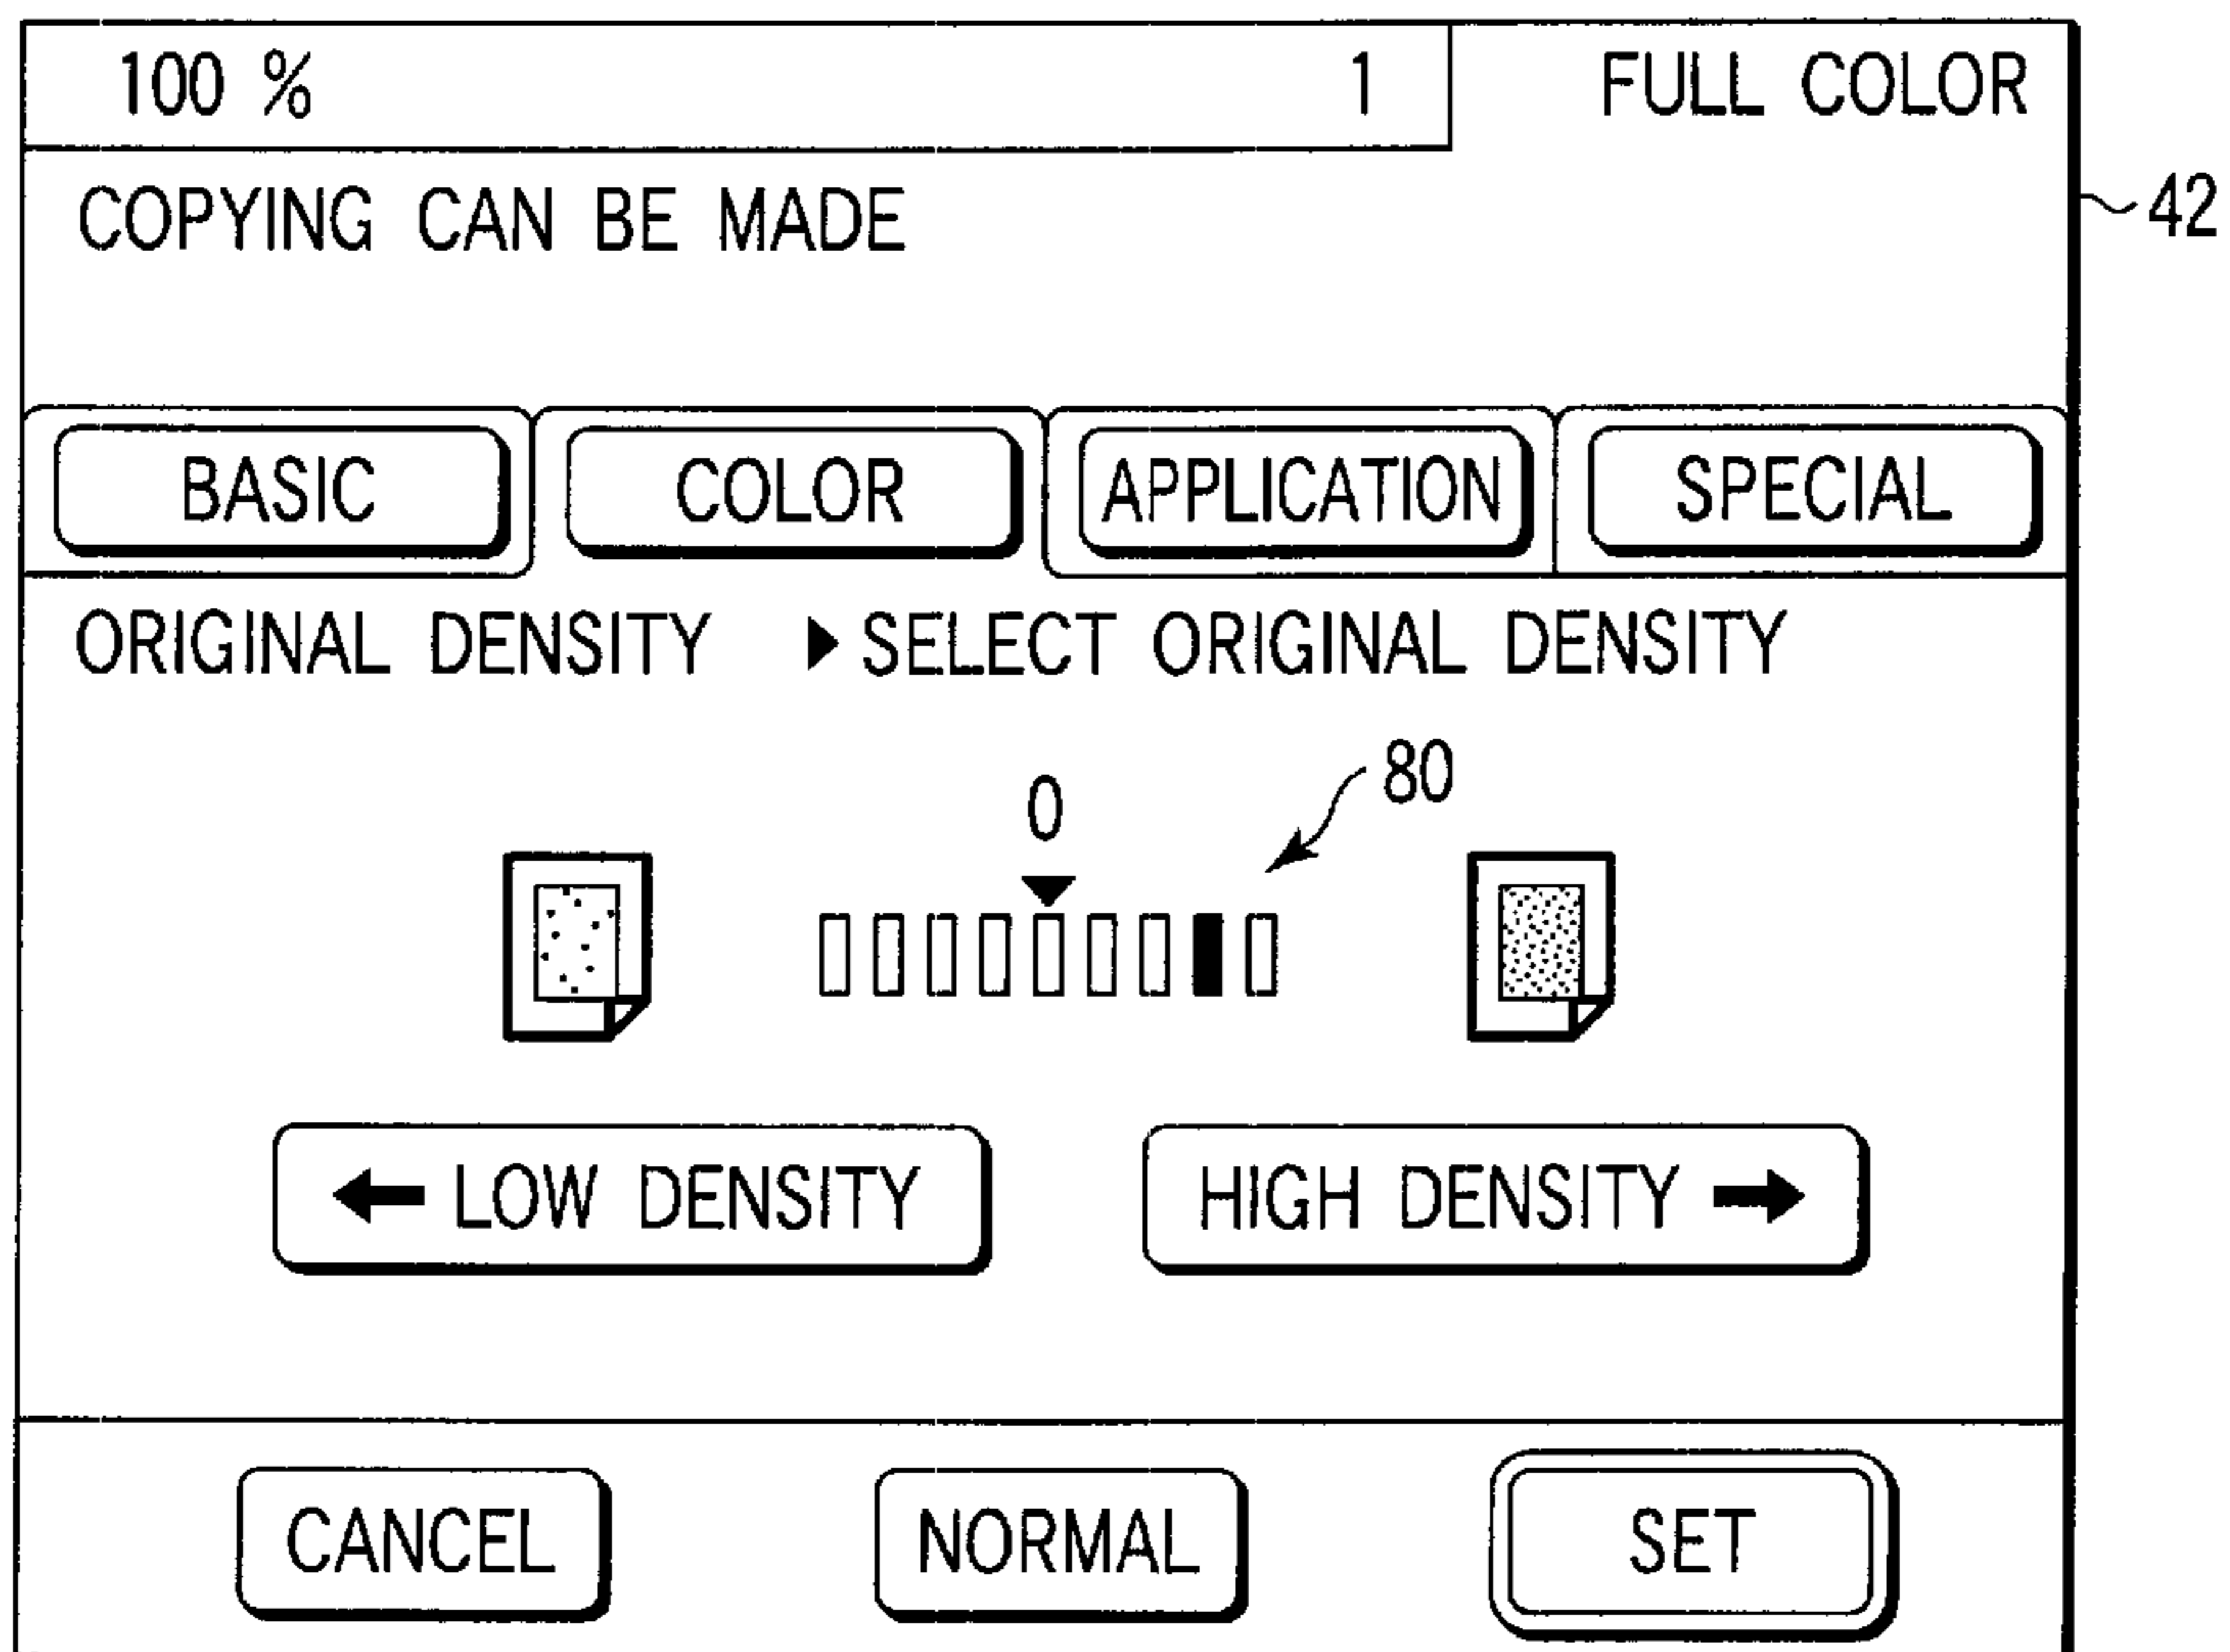 100 % 1 FULL COLOR
COPYING CAN BE MADE
42
BASIC COLOR APPLICATION SPECIAL
ORIGINAL DENSITY ▶SELECT ORIGINAL DENSITY
80
0
← LOW DENSITY HIGH DENSITY →
CANCEL NORMAL SET